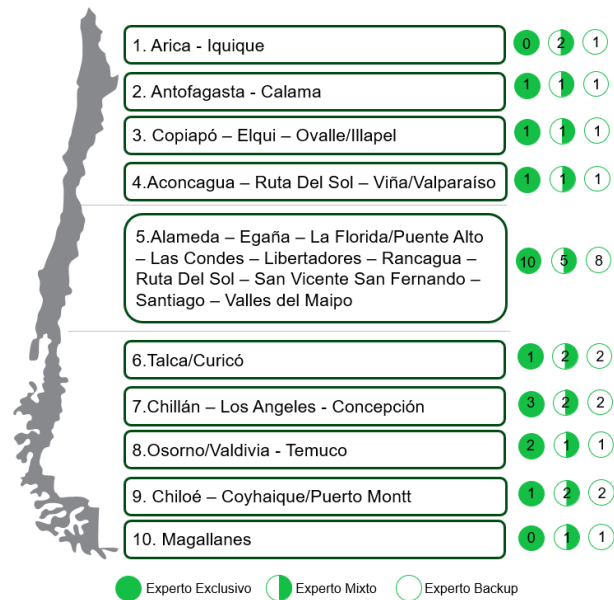 1. Arica - Iquique
0 2 1
2. Antofagasta - Calama
1 1 1
3. Copiapó – Elqui – Ovalle/Illapel
1 1 1
4.Aconcagua – Ruta Del Sol – Viña/Valparaíso
1 1 1
5.Alameda – Egaña – La Florida/Puente Alto
– Las Condes – Libertadores – Rancagua –
Ruta Del Sol – San Vicente San Fernando –
Santiago – Valles del Maipo
10 5 8
6.Talca/Curicó
1 2 2
7.Chillán – Los Angeles - Concepción
3 2 2
8.Osorno/Valdivia - Temuco
2 1 1
9. Chiloé – Coyhaique/Puerto Montt
1 2 2
10. Magallanes
0 1 1
Experto Exclusivo Experto Mixto Experto Backup